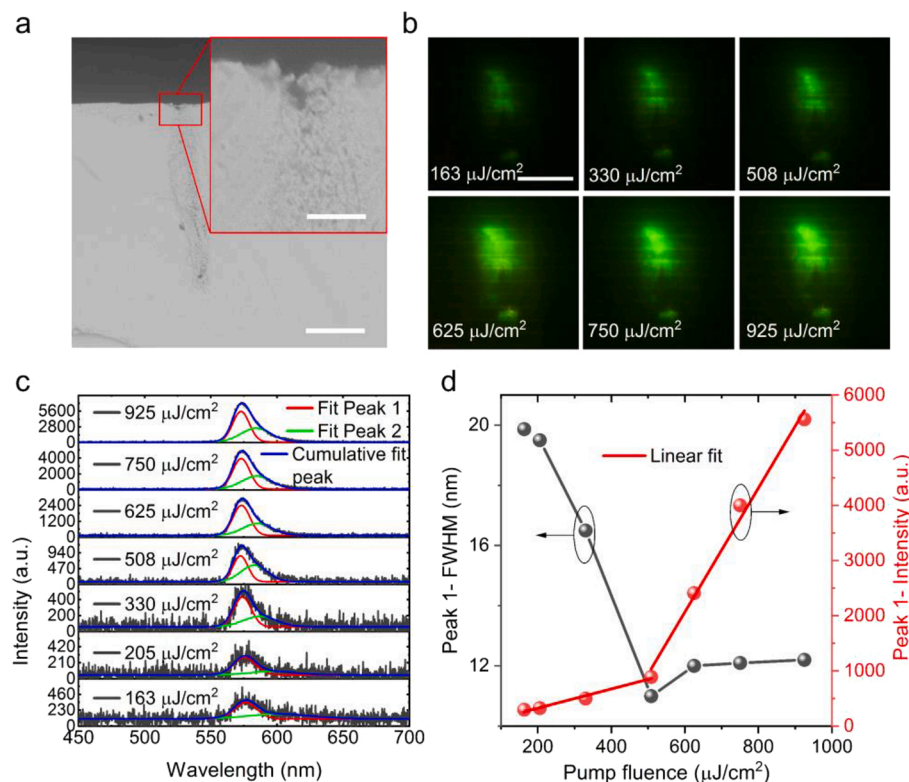 a
b
163 μJ/cm²
330 μJ/cm²
508 μJ/cm²
625 μJ/cm²
750 μJ/cm²
925 μJ/cm²
c
5600
2800
0
925 μJ/cm²
Fit Peak 1
Fit Peak 2
4000
2000
0
750 μJ/cm²
Cumulative fit
peak
2400
1200
0
625 μJ/cm²
940
470
0
508 μJ/cm²
400
200
0
330 μJ/cm²
420
210
0
205 μJ/cm²
460
230
0
163 μJ/cm²
450 500 550 600 650 700
Wavelength (nm)
Intensity (a.u.)
d
20
16
12
Peak 1- FWHM (nm)
Linear fit
6000
5000
4000
3000
2000
1000
0
Peak 1- Intensity (a.u.)
200 400 600 800 1000
Pump fluence (μJ/cm²)